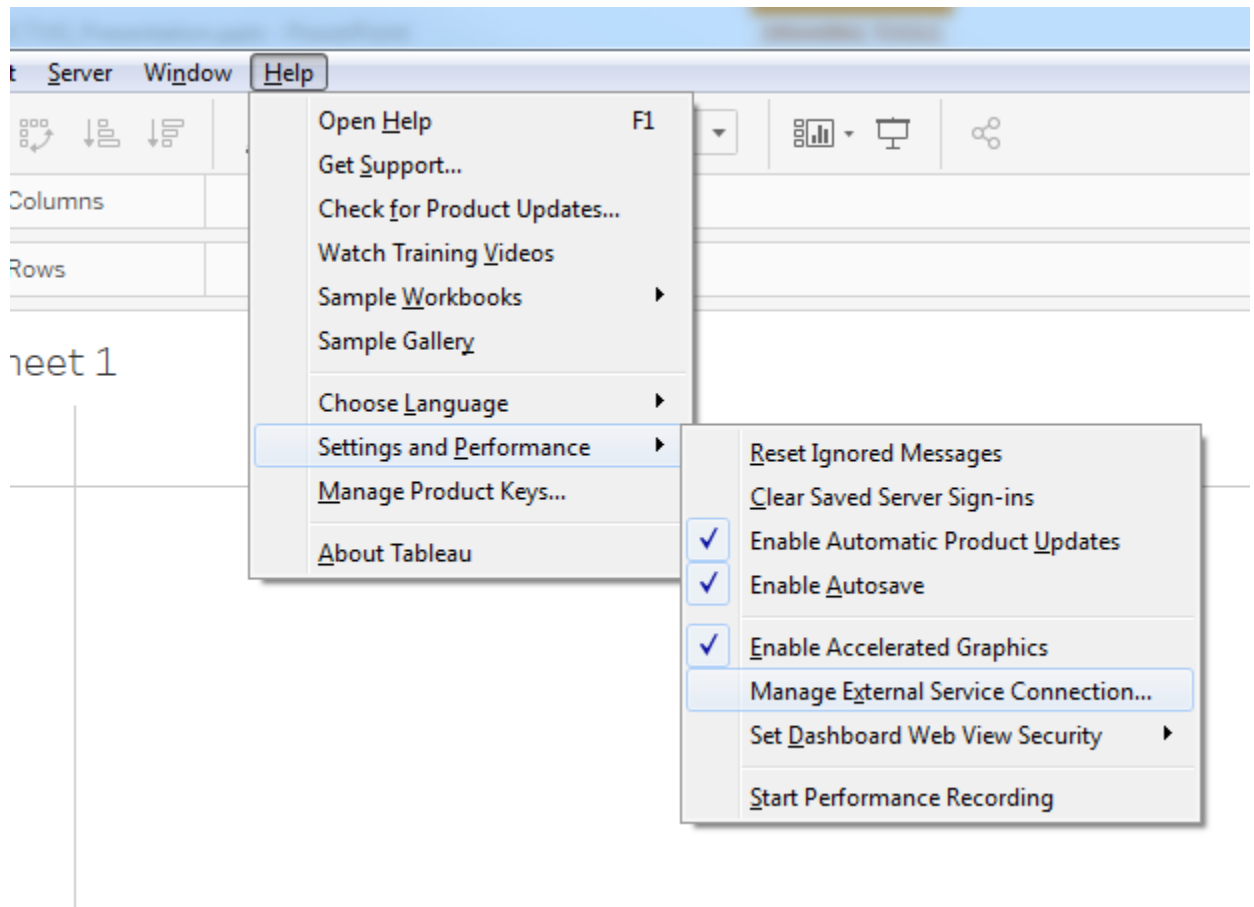 Server Window Help
Open Help F1
Get Support...
Check for Product Updates...
Watch Training Videos
Sample Workbooks
Sample Gallery
Choose Language
Settings and Performance
Manage Product Keys...
About Tableau
Columns
Rows
heet 1
Reset Ignored Messages
Clear Saved Server Sign-ins
Enable Automatic Product Updates
Enable Autosave
Enable Accelerated Graphics
Manage External Service Connection...
Set Dashboard Web View Security
Start Performance Recording